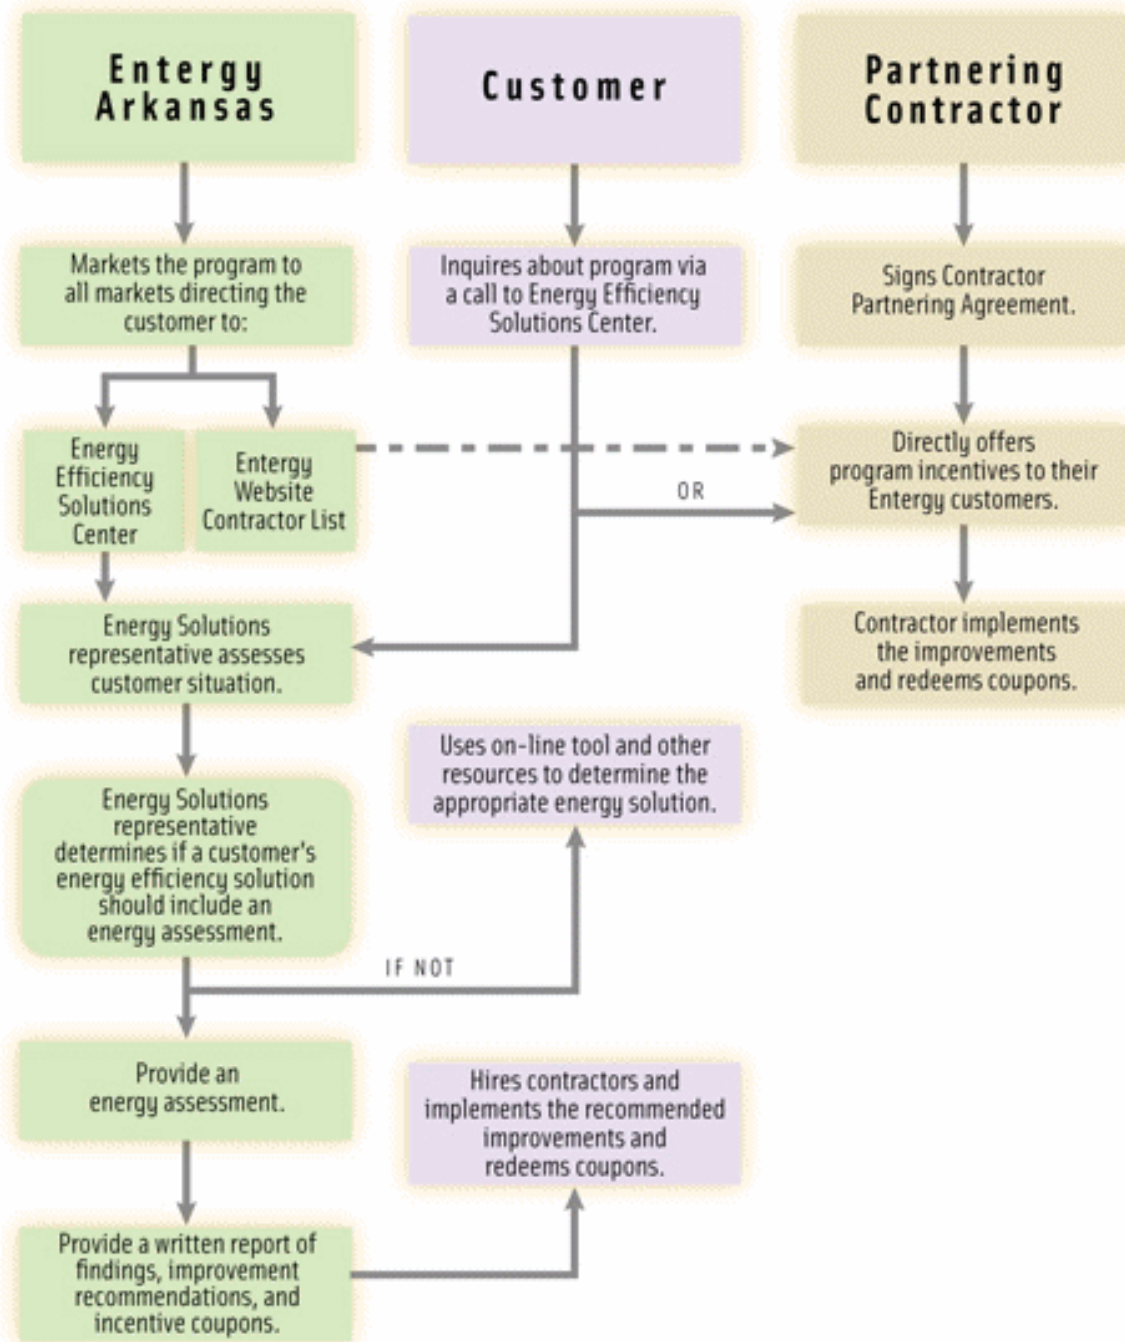 Entergy
Arkansas
Customer
Partnering
Contractor
Markets the program to
all markets directing the
customer to:
Inquires about program via
a call to Energy Efficiency
Solutions Center.
Signs Contractor
Partnering Agreement.
Energy
Efficiency
Solutions
Center
Entergy
Website
Contractor List
OR
Directly offers
program incentives to their
Entergy customers.
Energy Solutions
representative assesses
customer situation.
Contractor implements
the improvements
and redeems coupons.
Uses on-line tool and other
resources to determine the
appropriate energy solution.
Energy Solutions
representative
determines if a customer's
energy efficiency solution
should include an
energy assessment.
IF NOT
Provide an
energy assessment.
Hires contractors and
implements the recommended
improvements and
redeems coupons.
Provide a written report of
findings, improvement
recommendations, and
incentive coupons.